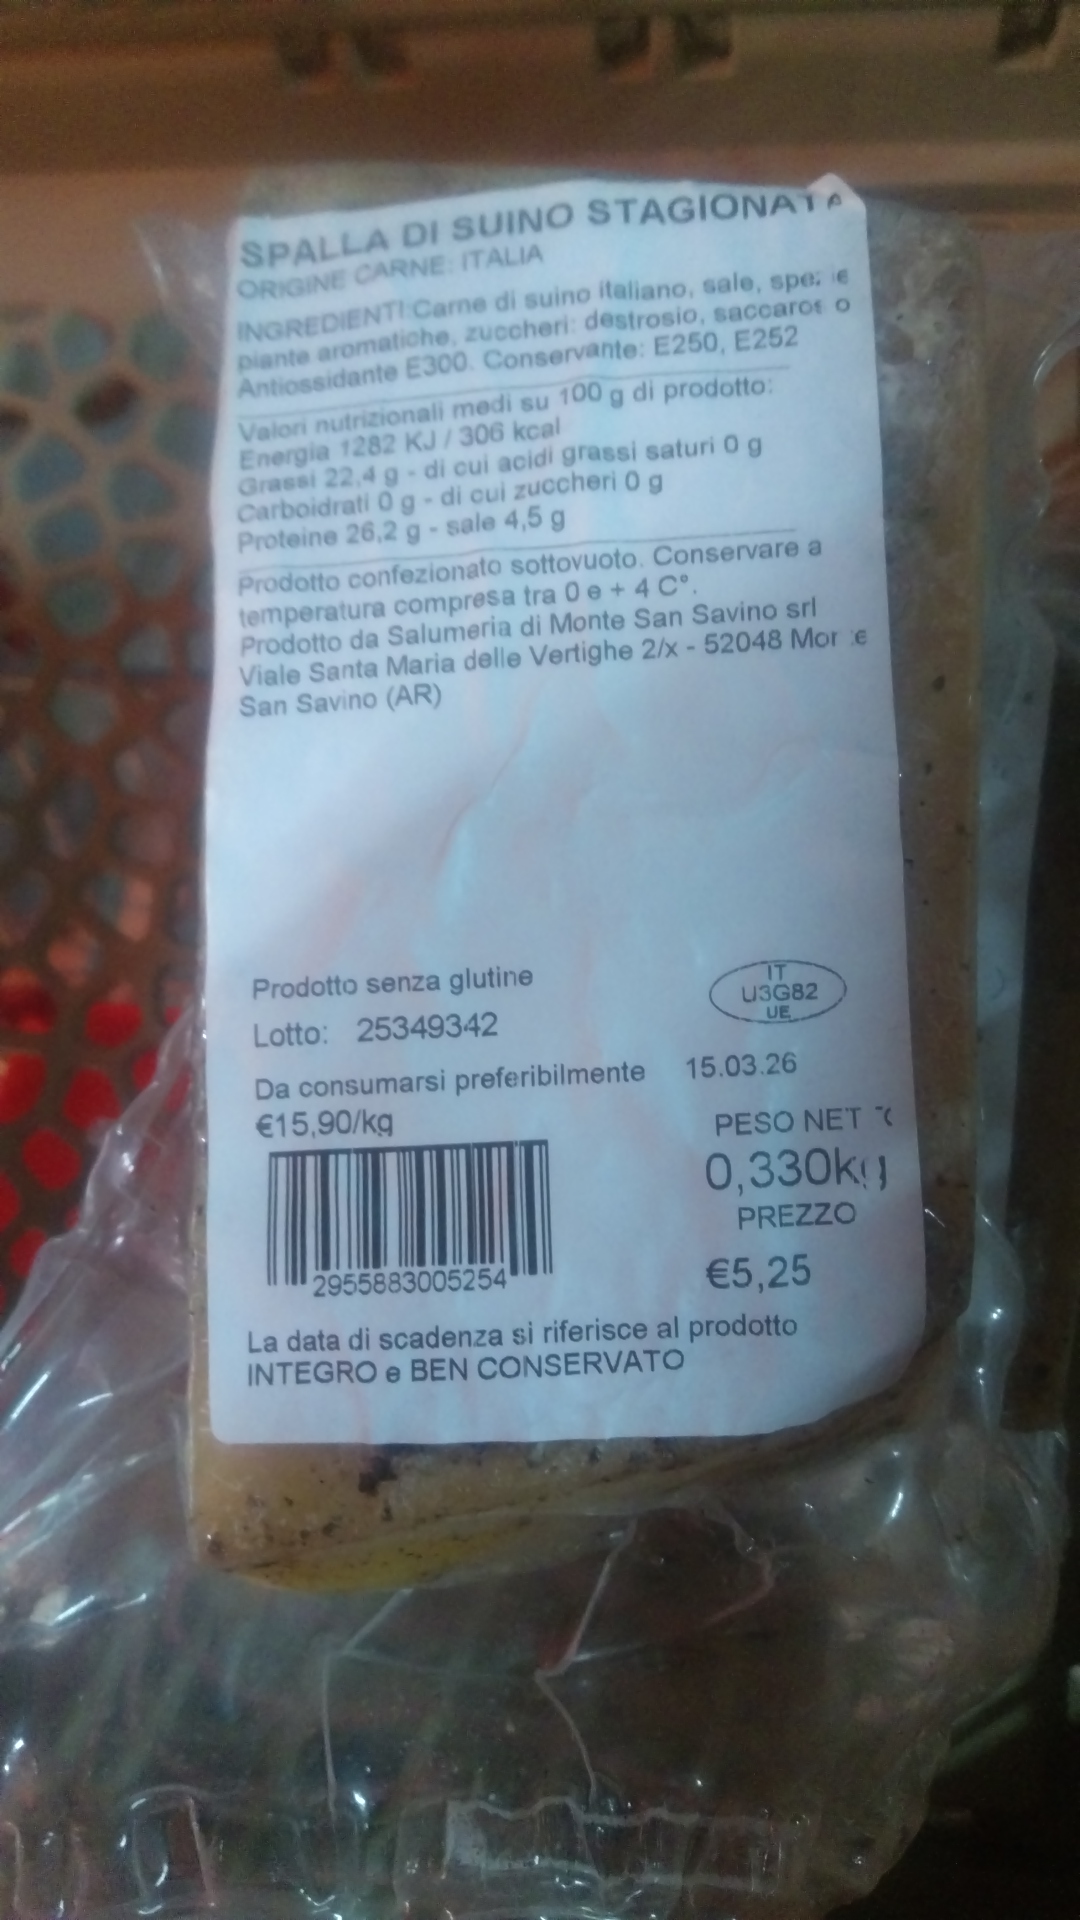 SPALLA DI SUINO STAGIONATA
ORIGINE CARNE: ITALIA
INGREDIENTI:Carne di suino italiano, sale, spezie
piante aromatiche, zuccheri: destrosio, saccarosio
Antiossidante E300. Conservante: E250, E252
Valori nutrizionali medi su 100 g di prodotto:
Energia 1282 KJ / 306 kcal
Grassi 22,4 g - di cui acidi grassi saturi 0 g
Carboidrati 0 g - di cui zuccheri 0 g
Proteine 26,2 g - sale 4,5 g
Prodotto confezionato sottovuoto. Conservare a
temperatura compresa tra 0 e + 4 C°.
Prodotto da Salumeria di Monte San Savino srl
Viale Santa Maria delle Vertighe 2/x - 52048 Monte
San Savino (AR)
Prodotto senza glutine
IT
U3G82
UE
Lotto: 25349342
Da consumarsi preferibilmente 15.03.26
€15,90/kg
PESO NETTO
0,330kg
PREZZO
€5,25
2955883005254
La data di scadenza si riferisce al prodotto
INTEGRO e BEN CONSERVATO